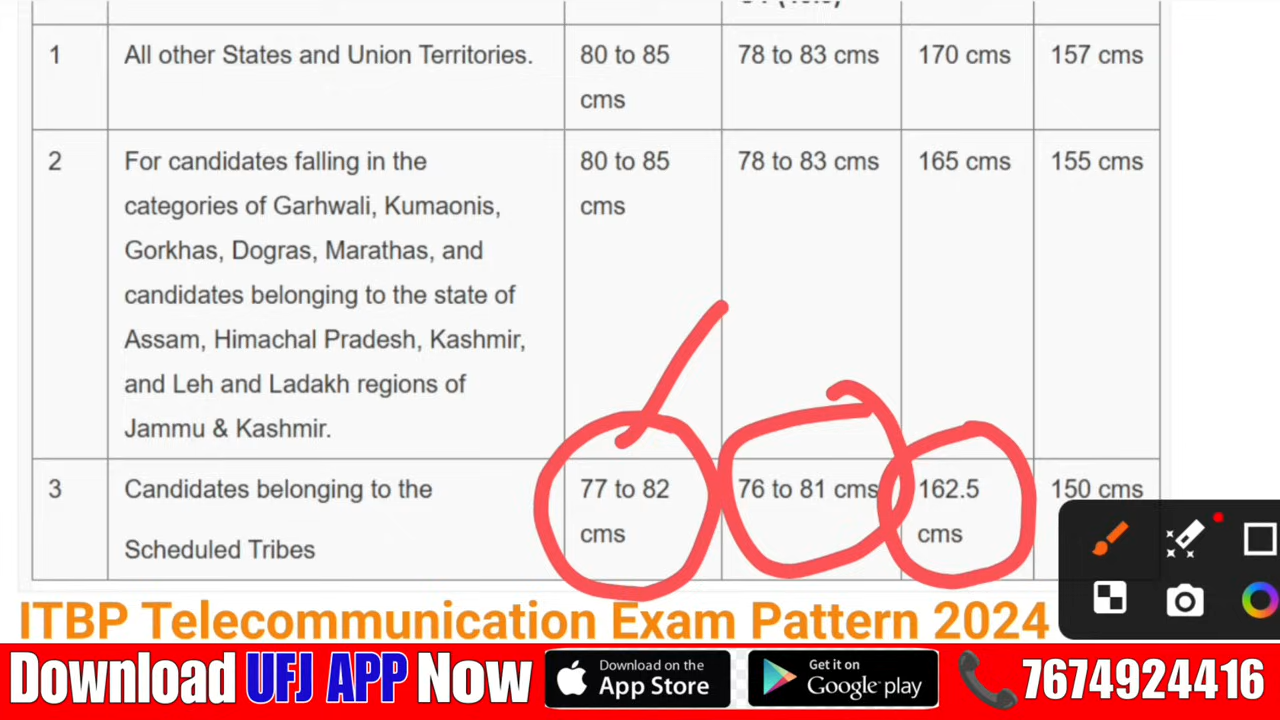 1 All other States and Union Territories. 80 to 85 78 to 83 cms 170 cms 157 cms
cms
2 For candidates falling in the 80 to 85 78 to 83 cms 165 cms 155 cms
categories of Garhwali, Kumaonis, cms
Gorkhas, Dogras, Marathas, and
candidates belonging to the state of
Assam, Himachal Pradesh, Kashmir,
and Leh and Ladakh regions of
Jammu & Kashmir.
3 Candidates belonging to the 77 to 82 76 to 81 cms 162.5 150 cms
Scheduled Tribes cms cms
ITBP Telecommunication Exam Pattern 2024
Download UFJ APP Now Download on the App Store Get it on Google play 7674924416